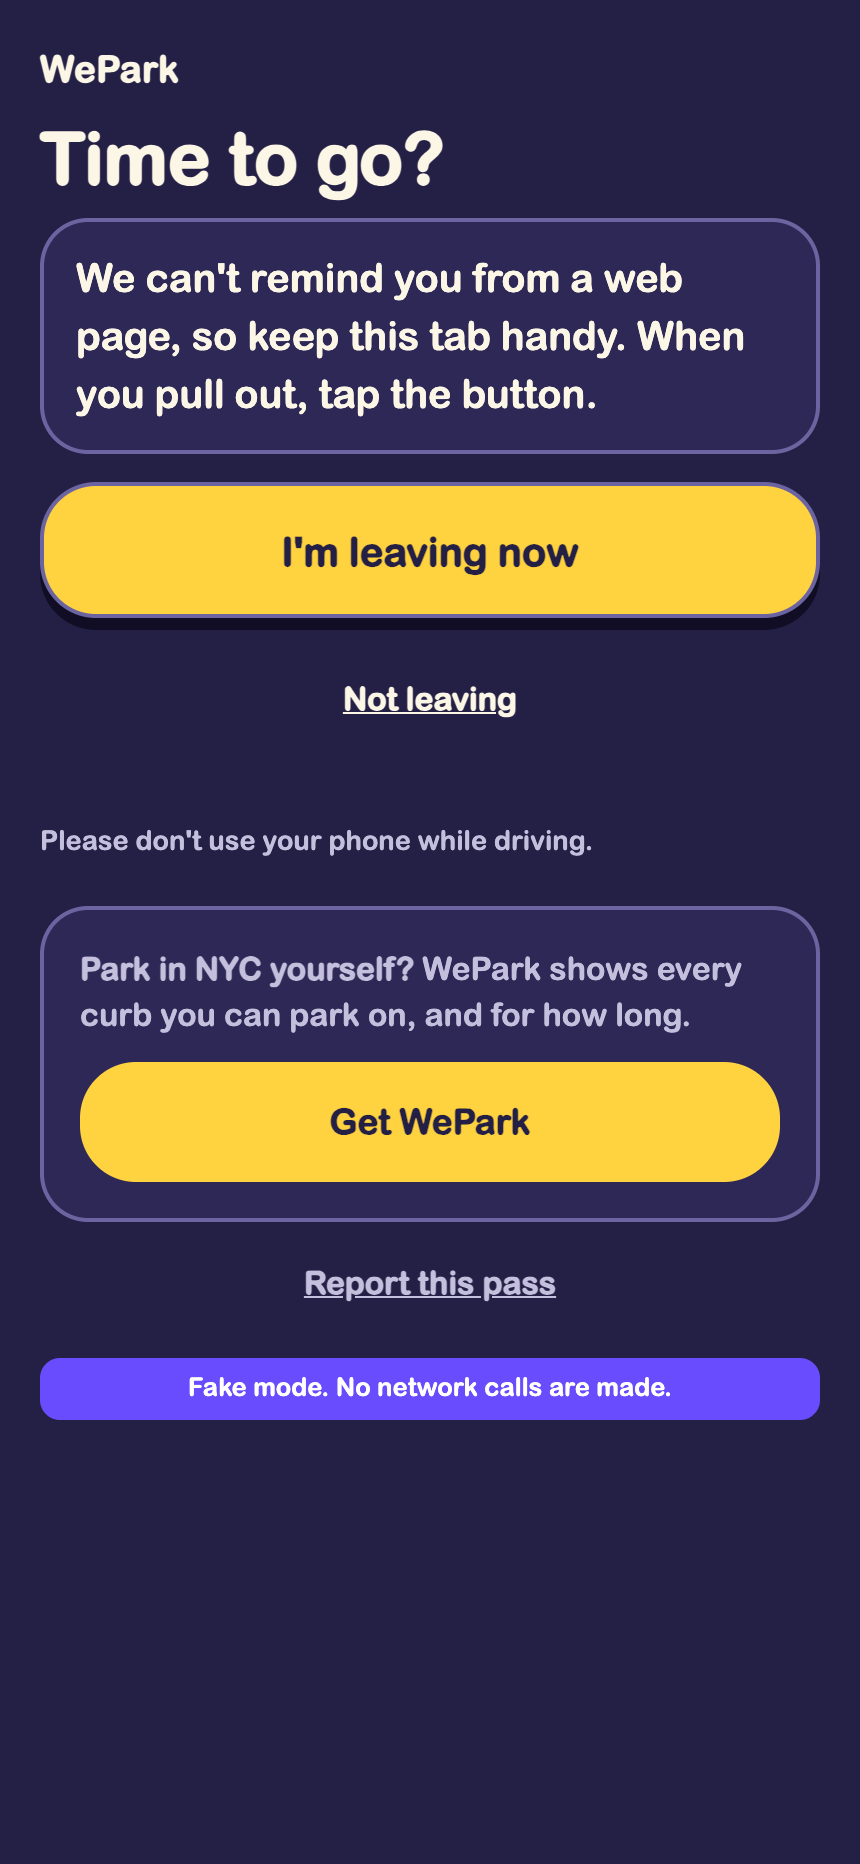 WePark
Time to go?
We can't remind you from a web
page, so keep this tab handy. When
you pull out, tap the button.
I'm leaving now
Not leaving
Please don't use your phone while driving.
Park in NYC yourself? WePark shows every
curb you can park on, and for how long.
Get WePark
Report this pass
Fake mode. No network calls are made.